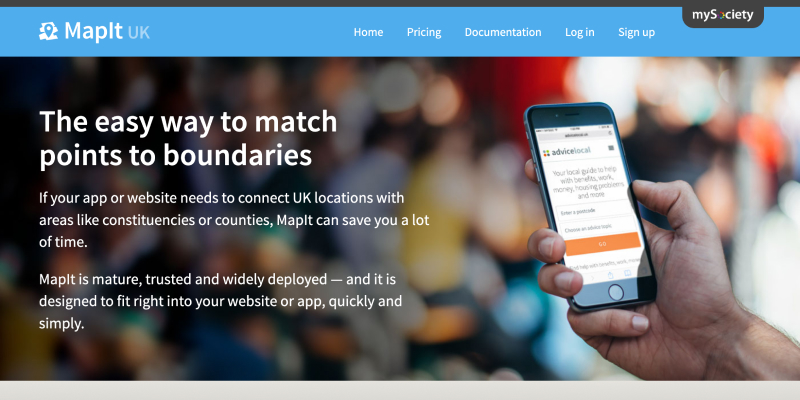 mySociety
MapIt UK
Home
Pricing
Documentation
Log in
Sign up
The easy way to match
points to boundaries
If your app or website needs to connect UK locations with
areas like constituencies or counties, MapIt can save you a lot
of time.
MapIt is mature, trusted and widely deployed — and it is
designed to fit right into your website or app, quickly and
simply.
advicelocal
Your local guide to help
with benefits, work,
money, housing problems
and more
Enter a postcode
Choose an advice topic
GO